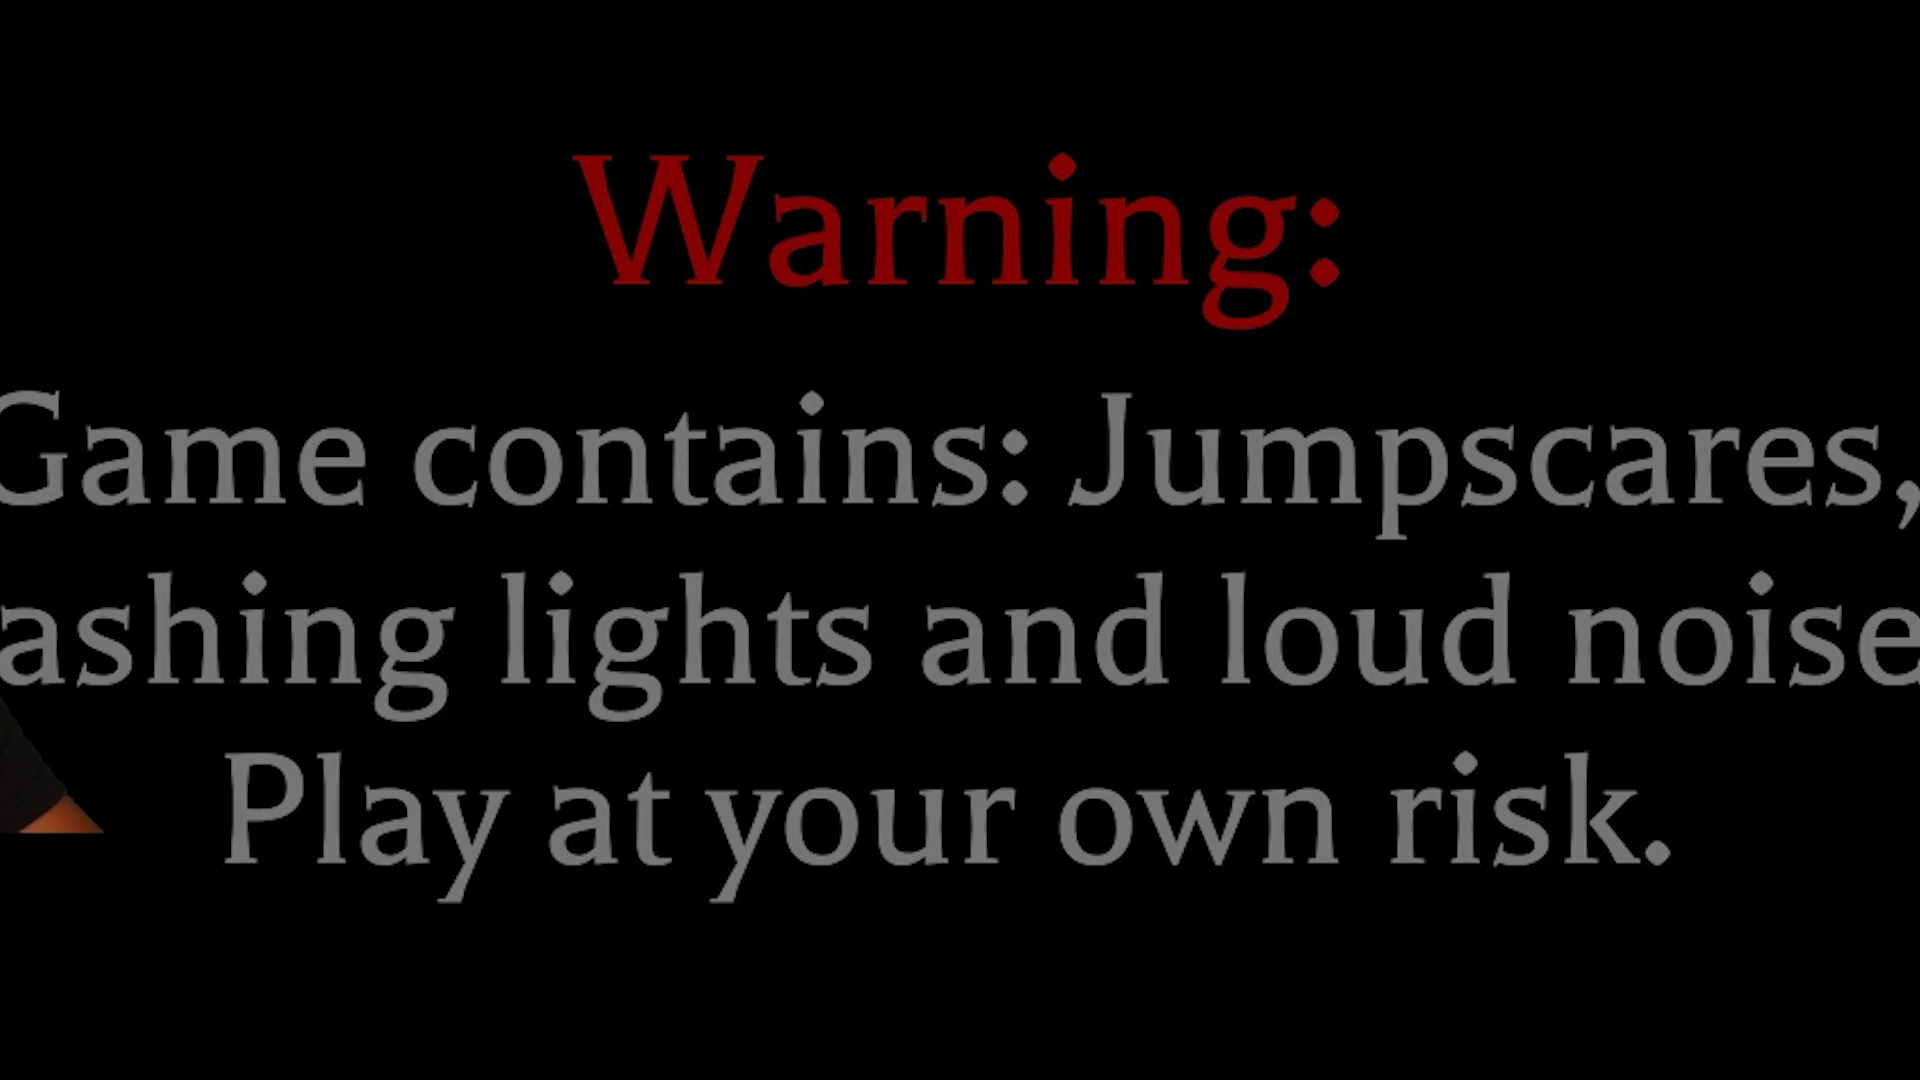 Warning:
Game contains: Jumpscares,
ashing lights and loud noise
Play at your own risk.